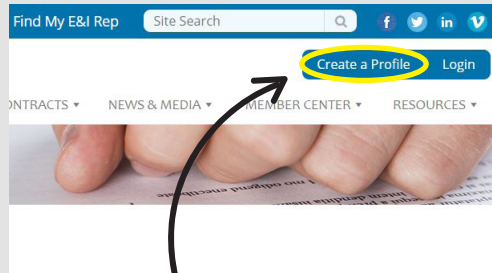 Find My E&I Rep Site Search
Create a Profile Login
ONTRACTS NEWS & MEDIA MEMBER CENTER RESOURCES